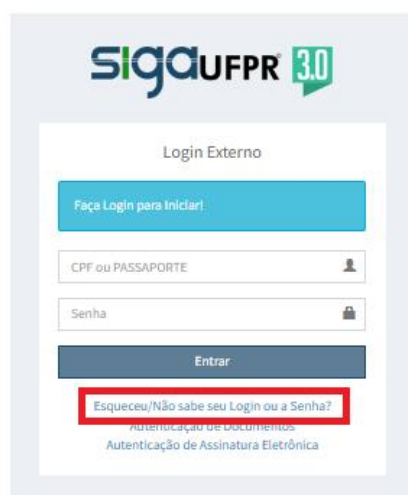 sigaUFPR 3.0
Login Externo
Faça Login para Iniciar!
CPF ou PASSAPORTE
Senha
Entrar
Esqueceu/Não sabe seu Login ou a Senha?
Autenticação de Documentos
Autenticação de Assinatura Eletrônica